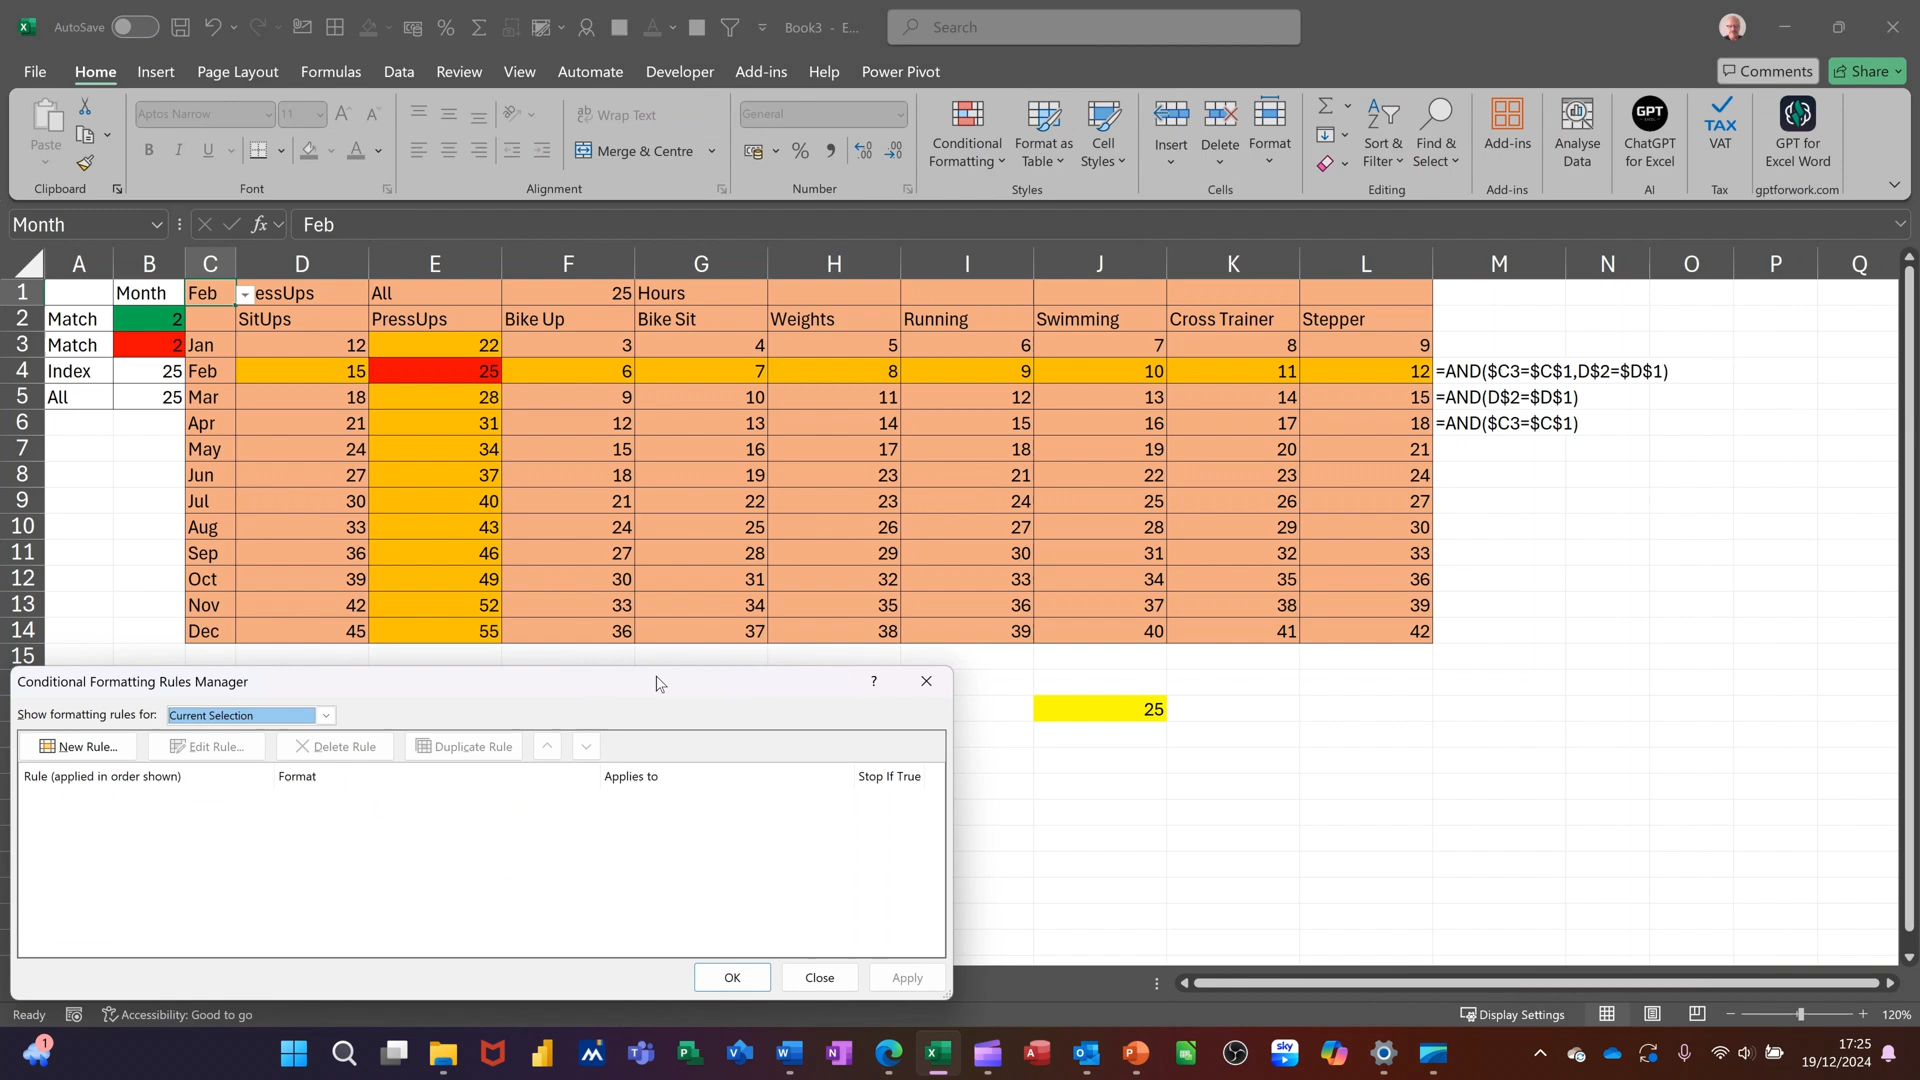 AutoSave
Book3 - E...
Search
File Home Insert Page Layout Formulas Data Review View Automate Developer Add-ins Help Power Pivot
Comments
Share
Paste
Aptos Narrow
11
A A
B I U
ab Wrap Text
Merge & Centre
General
%
Conditional Formatting
Format as Table
Cell Styles
Insert
Delete
Format
Sort & Filter
Find & Select
Add-ins
Analyse Data
GPT
ChatGPT for Excel
TAX
VAT
GPT for Excel Word
Clipboard Font Alignment Number Styles Cells Editing Add-ins AI Tax gptforwork.com
Month fx Feb
A B C D E F G H I J K L M N O P Q
1 Month Feb essUps All 25 Hours
2 Match 2 SitUps PressUps Bike Up Bike Sit Weights Running Swimming Cross Trainer Stepper
3 Match 2 Jan 12 22 3 4 5 6 7 8 9
4 Index 25 Feb 15 25 6 7 8 9 10 11 12 =AND($C3=$C$1,D$2=$D$1)
5 All 25 Mar 18 28 9 10 11 12 13 14 15 =AND(D$2=$D$1)
6 Apr 21 31 12 13 14 15 16 17 18 =AND($C3=$C$1)
7 May 24 34 15 16 17 18 19 20 21
8 Jun 27 37 18 19 23 21 22 23 24
9 Jul 30 40 21 22 23 24 25 26 27
10 Aug 33 43 24 25 26 27 28 29 30
11 Sep 36 46 27 28 29 30 31 32 33
12 Oct 39 49 30 31 32 33 34 35 36
13 Nov 42 52 33 34 35 36 37 38 39
14 Dec 45 55 36 37 38 39 40 41 42
15
25
Conditional Formatting Rules Manager ?
Show formatting rules for: Current Selection
New Rule... Edit Rule... Delete Rule Duplicate Rule
Rule (applied in order shown) Format Applies to Stop If True
OK Close Apply
Ready Accessibility: Good to go Display Settings 120%
1
sky
17:25
19/12/2024